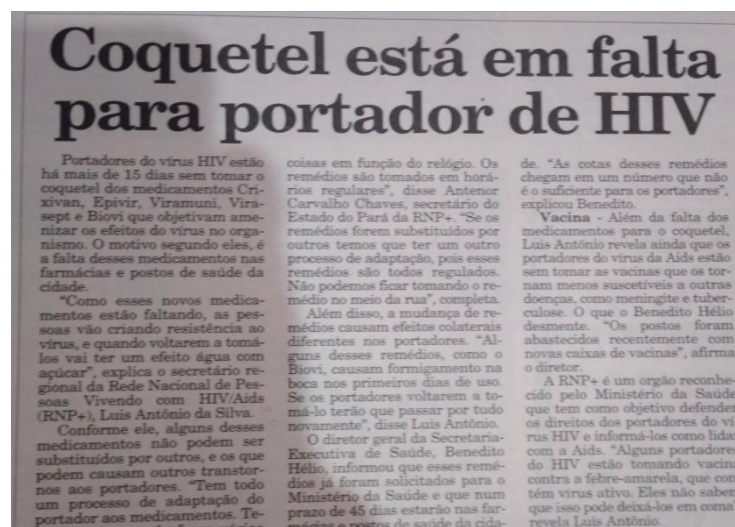 Coquetel está em falta
para portador de HIV
Portadores do vírus HIV estão
há mais de 15 dias sem tomar o
coquetel dos medicamentos Cri-
xivan, Epivir, Viramuni, Vira-
sept e Biovi que objetivam ame-
nizar os efeitos do vírus no orga-
nismo. O motivo segundo eles, é
a falta desses medicamentos nas
farmácias e postos de saúde da
cidade.
"Como esses novos medica-
mentos estão faltando, as pes-
soas vão criando resistência ao
vírus, e quando voltarem a tomá-
los vai ter um efeito água com
açúcar", explica o secretário re-
gional da Rede Nacional de Pes-
soas Vivendo com HIV/Aids
(RNP+), Luis Antônio da Silva.
Conforme ele, alguns desses
medicamentos não podem ser
substituídos por outros, e os que
podem causam outros transtor-
nos aos portadores. "Tem todo
um processo de adaptação do
portador aos medicamentos. Te-
coisas em função do relógio. Os
remédios são tomados em horá-
rios regulares", disse Antenor
Carvalho Chaves, secretário do
Estado do Pará da RNP+. "Se os
remédios forem substituídos por
outros temos que ter um outro
processo de adaptação, pois esses
remédios são todos regulados.
Não podemos ficar tomando o re-
médio no meio da rua", completa.
Além disso, a mudança de re-
médios causam efeitos colaterais
diferentes nos portadores. "Al-
guns desses remédios, como o
Biovi, causam formigamento na
boca nos primeiros dias de uso.
Se os portadores voltarem a to-
má-lo terão que passar por tudo
novamente", disse Luis Antônio.
O diretor geral da Secretaria-
Executiva de Saúde, Benedito
Hélio, informou que esses remé-
dios já foram solicitados para o
Ministério da Saúde e que num
prazo de 45 dias estarão nas far-
mácias e postos de saúde da cida-
de. "As cotas desses remédios
chegam em um número que não
é o suficiente para os portadores",
explicou Benedito.
Vacina - Além da falta dos
medicamentos para o coquetel,
Luis Antônio revela ainda que os
portadores do vírus da Aids estão
sem tomar as vacinas que os tor-
nam menos suscetíveis a outras
doenças, como meningite e tuber-
culose. O que o Benedito Hélio
desmente. "Os postos foram
abastecidos recentemente com
novas caixas de vacinas", afirma
o diretor.
A RNP+ é um orgão reconhe-
cido pelo Ministério da Saúde
que tem como objetivo defender
os direitos dos portadores do ví
rus HIV e informá-los como lidar
com a Aids. "Alguns portadores
do HIV estão tomando vacina
contra a febre-amarela, que con
têm vírus ativo. Eles não sabem
que isso pode deixá-los em coma
revela Luis Antônio.